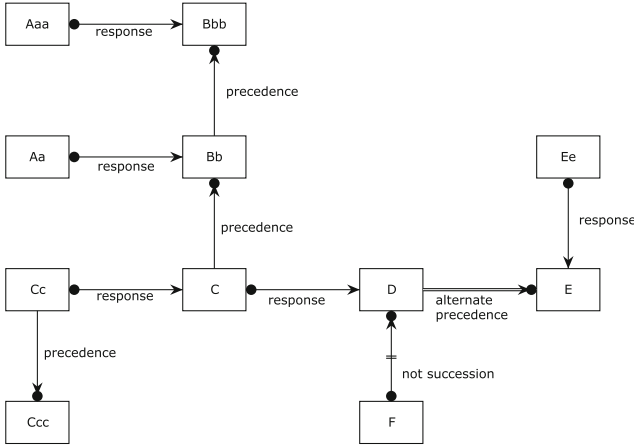 Aaa
response
Bbb
precedence
Aa
response
Bb
Ee
precedence
response
Cc
response
C
response
D
alternate
precedence
E
precedence
not succession
Ccc
F